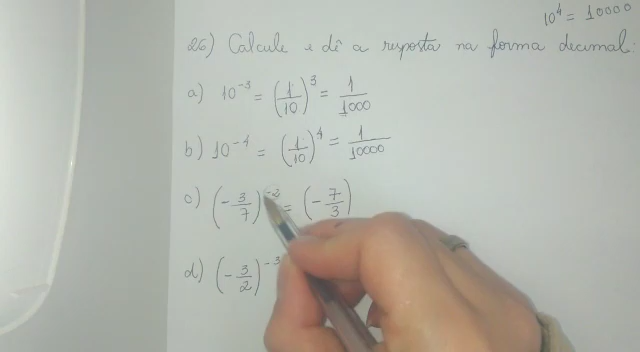 10⁴ = 10000
26) Calcule e dê a resposta na forma decimal:
a) 10⁻³ = (1/10)³ = 1/1000
b) 10⁻⁴ = (1/10)⁴ = 1/10000
c) (-3/7)⁻² = (-7/3)
d) (-3/2)⁻³